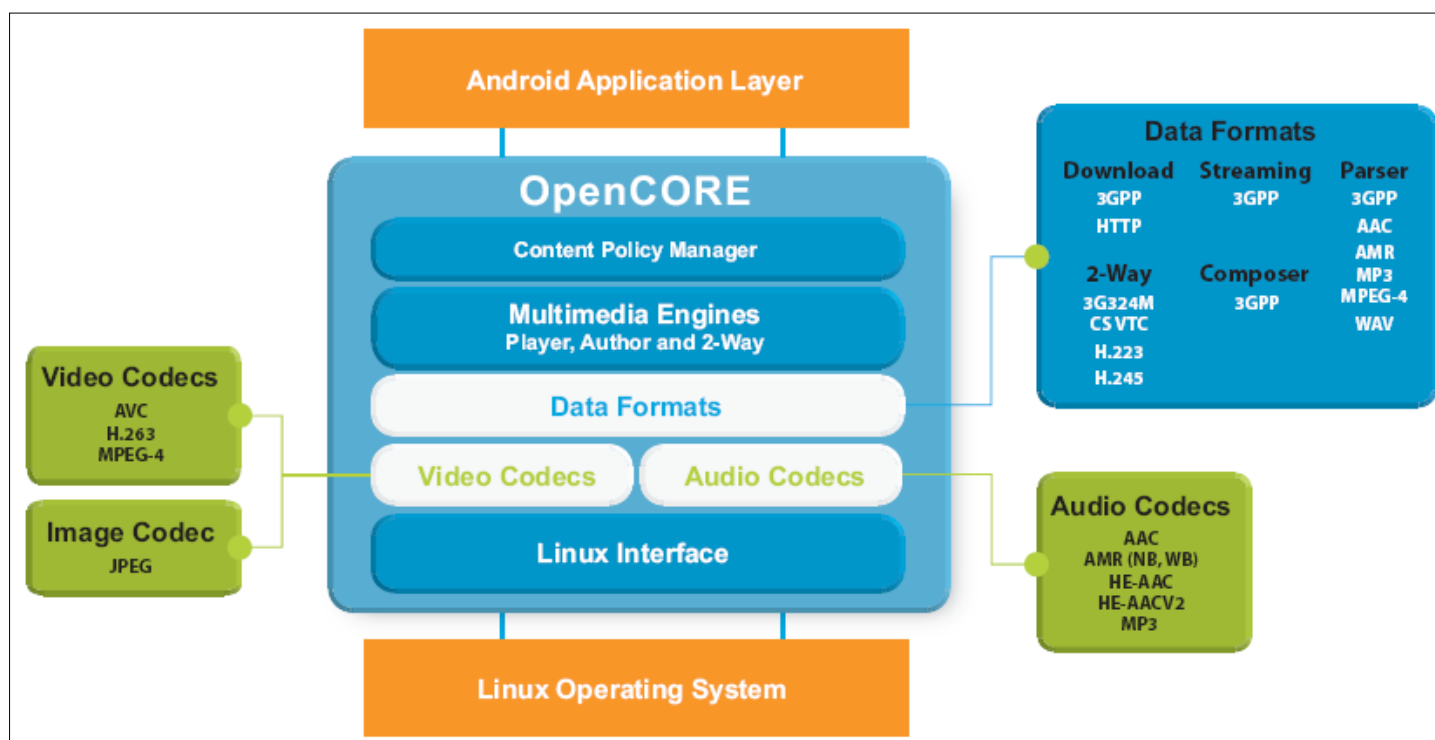 Android Application Layer
OpenCORE
Content Policy Manager
Multimedia Engines
Player, Author and 2-Way
Data Formats
Video Codecs
Audio Codecs
Linux Interface
Linux Operating System
Video Codecs
AVC
H.263
MPEG-4
Image Codec
JPEG
Data Formats
Download
3GPP
HTTP
Streaming
3GPP
Parser
3GPP
AAC
AMR
MP3
MPEG-4
WAV
2-Way
3G324M
CS VTC
H.223
H.245
Composer
3GPP
Audio Codecs
AAC
AMR (NB, WB)
HE-AAC
HE-AACV2
MP3